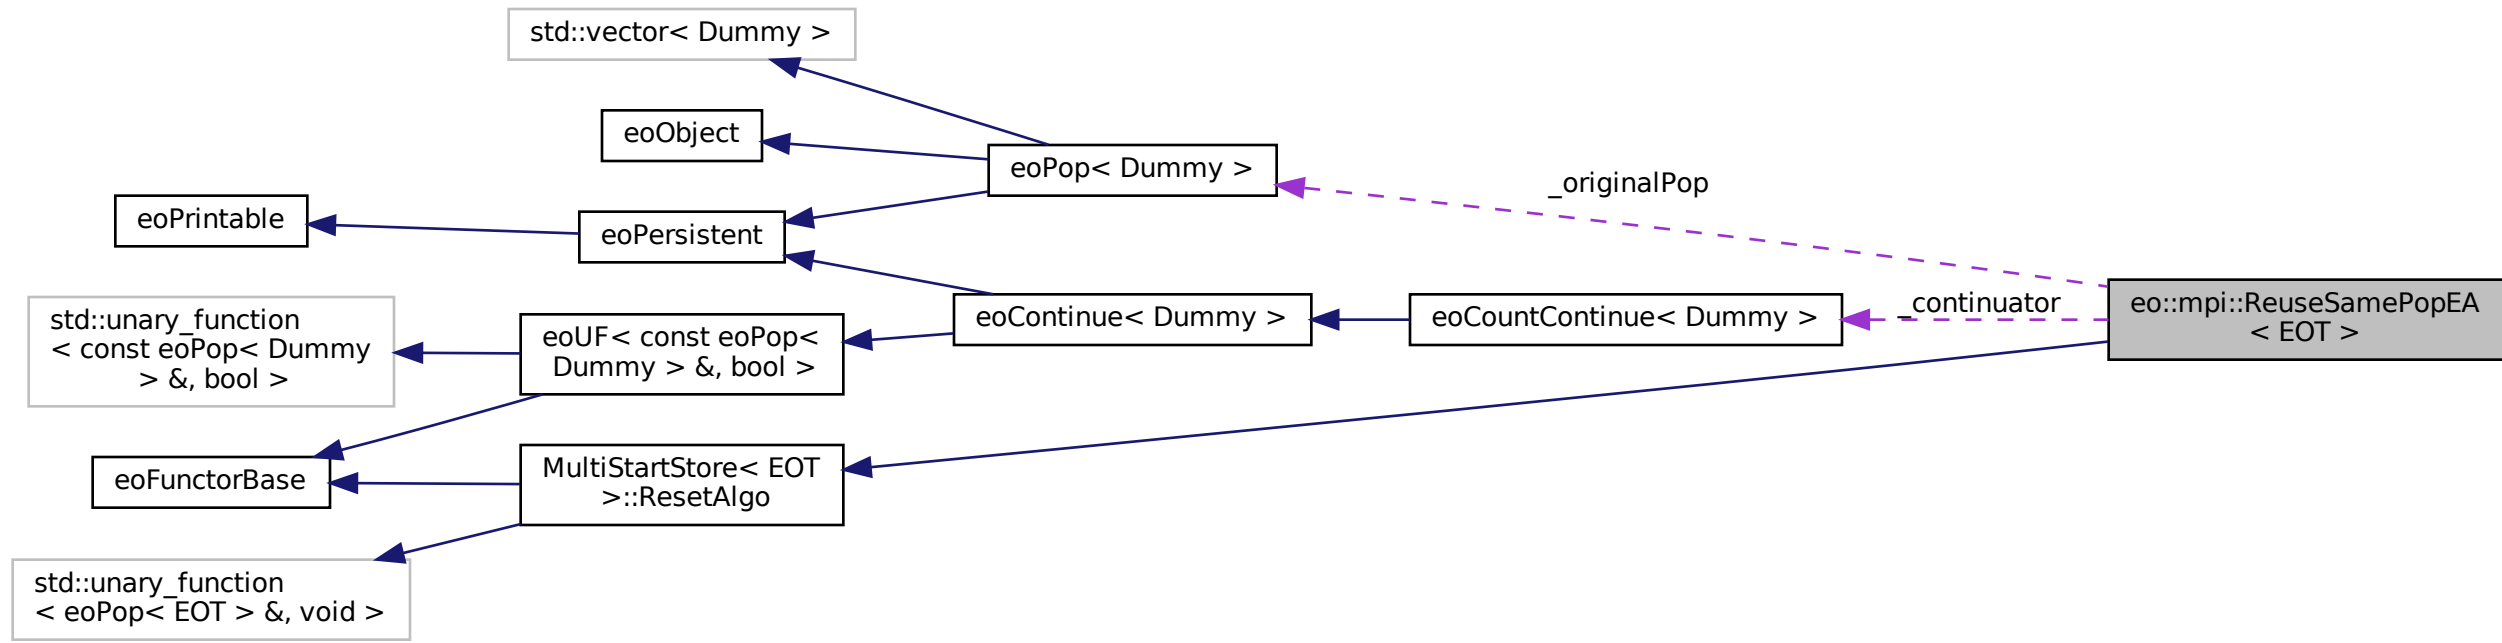 std::vector< Dummy >
eoObject
eoPop< Dummy >
_originalPop
eoPrintable
eoPersistent
eo::mpi::ReuseSamePopEA
< EOT >
_continuator
eoContinue< Dummy >
eoCountContinue< Dummy >
std::unary_function
< const eoPop< Dummy
> &, bool >
eoUF< const eoPop<
Dummy > &, bool >
eoFunctorBase
MultiStartStore< EOT
>::ResetAlgo
std::unary_function
< eoPop< EOT > &, void >